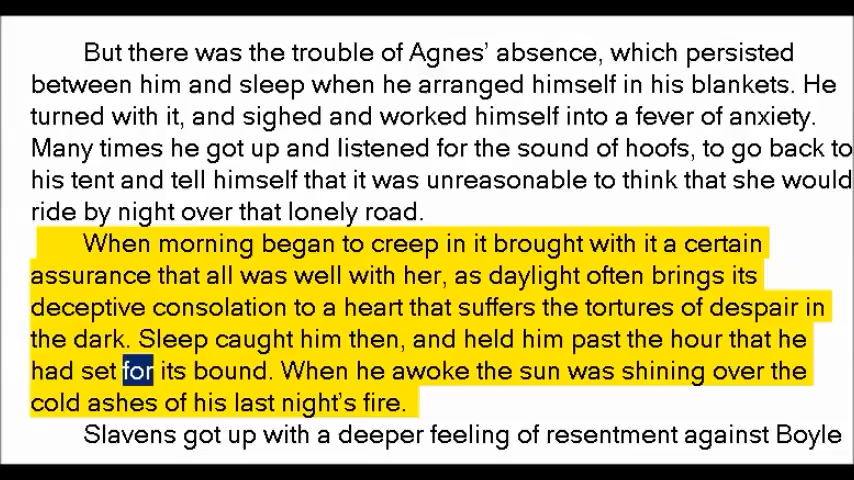 But there was the trouble of Agnes’ absence, which persisted
between him and sleep when he arranged himself in his blankets. He
turned with it, and sighed and worked himself into a fever of anxiety.
Many times he got up and listened for the sound of hoofs, to go back to
his tent and tell himself that it was unreasonable to think that she would
ride by night over that lonely road.
When morning began to creep in it brought with it a certain
assurance that all was well with her, as daylight often brings its
deceptive consolation to a heart that suffers the tortures of despair in
the dark. Sleep caught him then, and held him past the hour that he
had set for its bound. When he awoke the sun was shining over the
cold ashes of his last night’s fire.
Slavens got up with a deeper feeling of resentment against Boyle